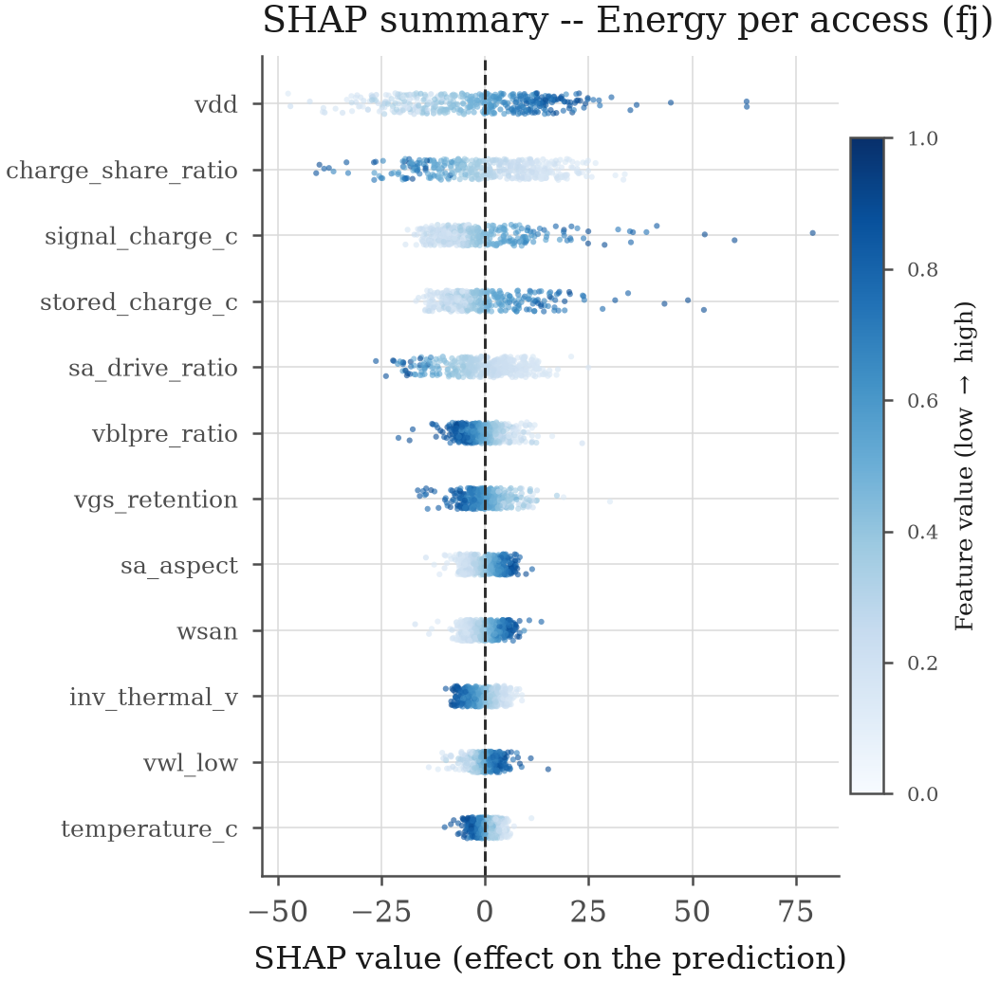 SHAP summary -- Energy per access (fj)
vdd
charge_share_ratio
signal_charge_c
stored_charge_c
sa_drive_ratio
vblpre_ratio
vgs_retention
sa_aspect
wsan
inv_thermal_v
vwl_low
temperature_c
−50 −25 0 25 50 75
SHAP value (effect on the prediction)
1.0
0.8
0.6
0.4
0.2
0.0
Feature value (low → high)